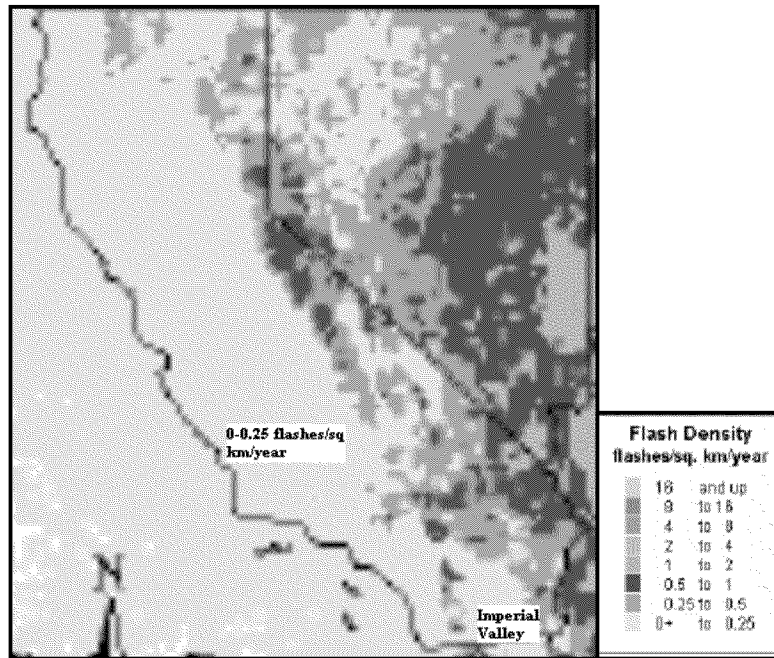 0-0.25 flashes/sq
km/year
N
Imperial
Valley
Flash Density
flashes/sq. km/year
16 and up
8 to 16
4 to 8
2 to 4
1 to 2
0.5 to 1
0.25 to 0.5
0+ to 0.25